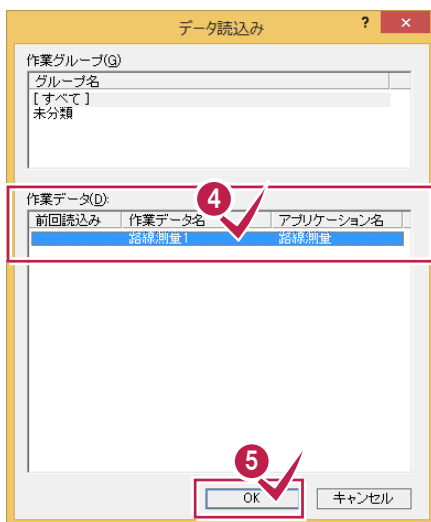 データ読込み ? ×
作業グループ(G)
グループ名
[すべて]
未分類
作業データ(D): 4
前回読込み 作業データ名 アプリケーション名
路線測量1 路線測量
5
OK キャンセル